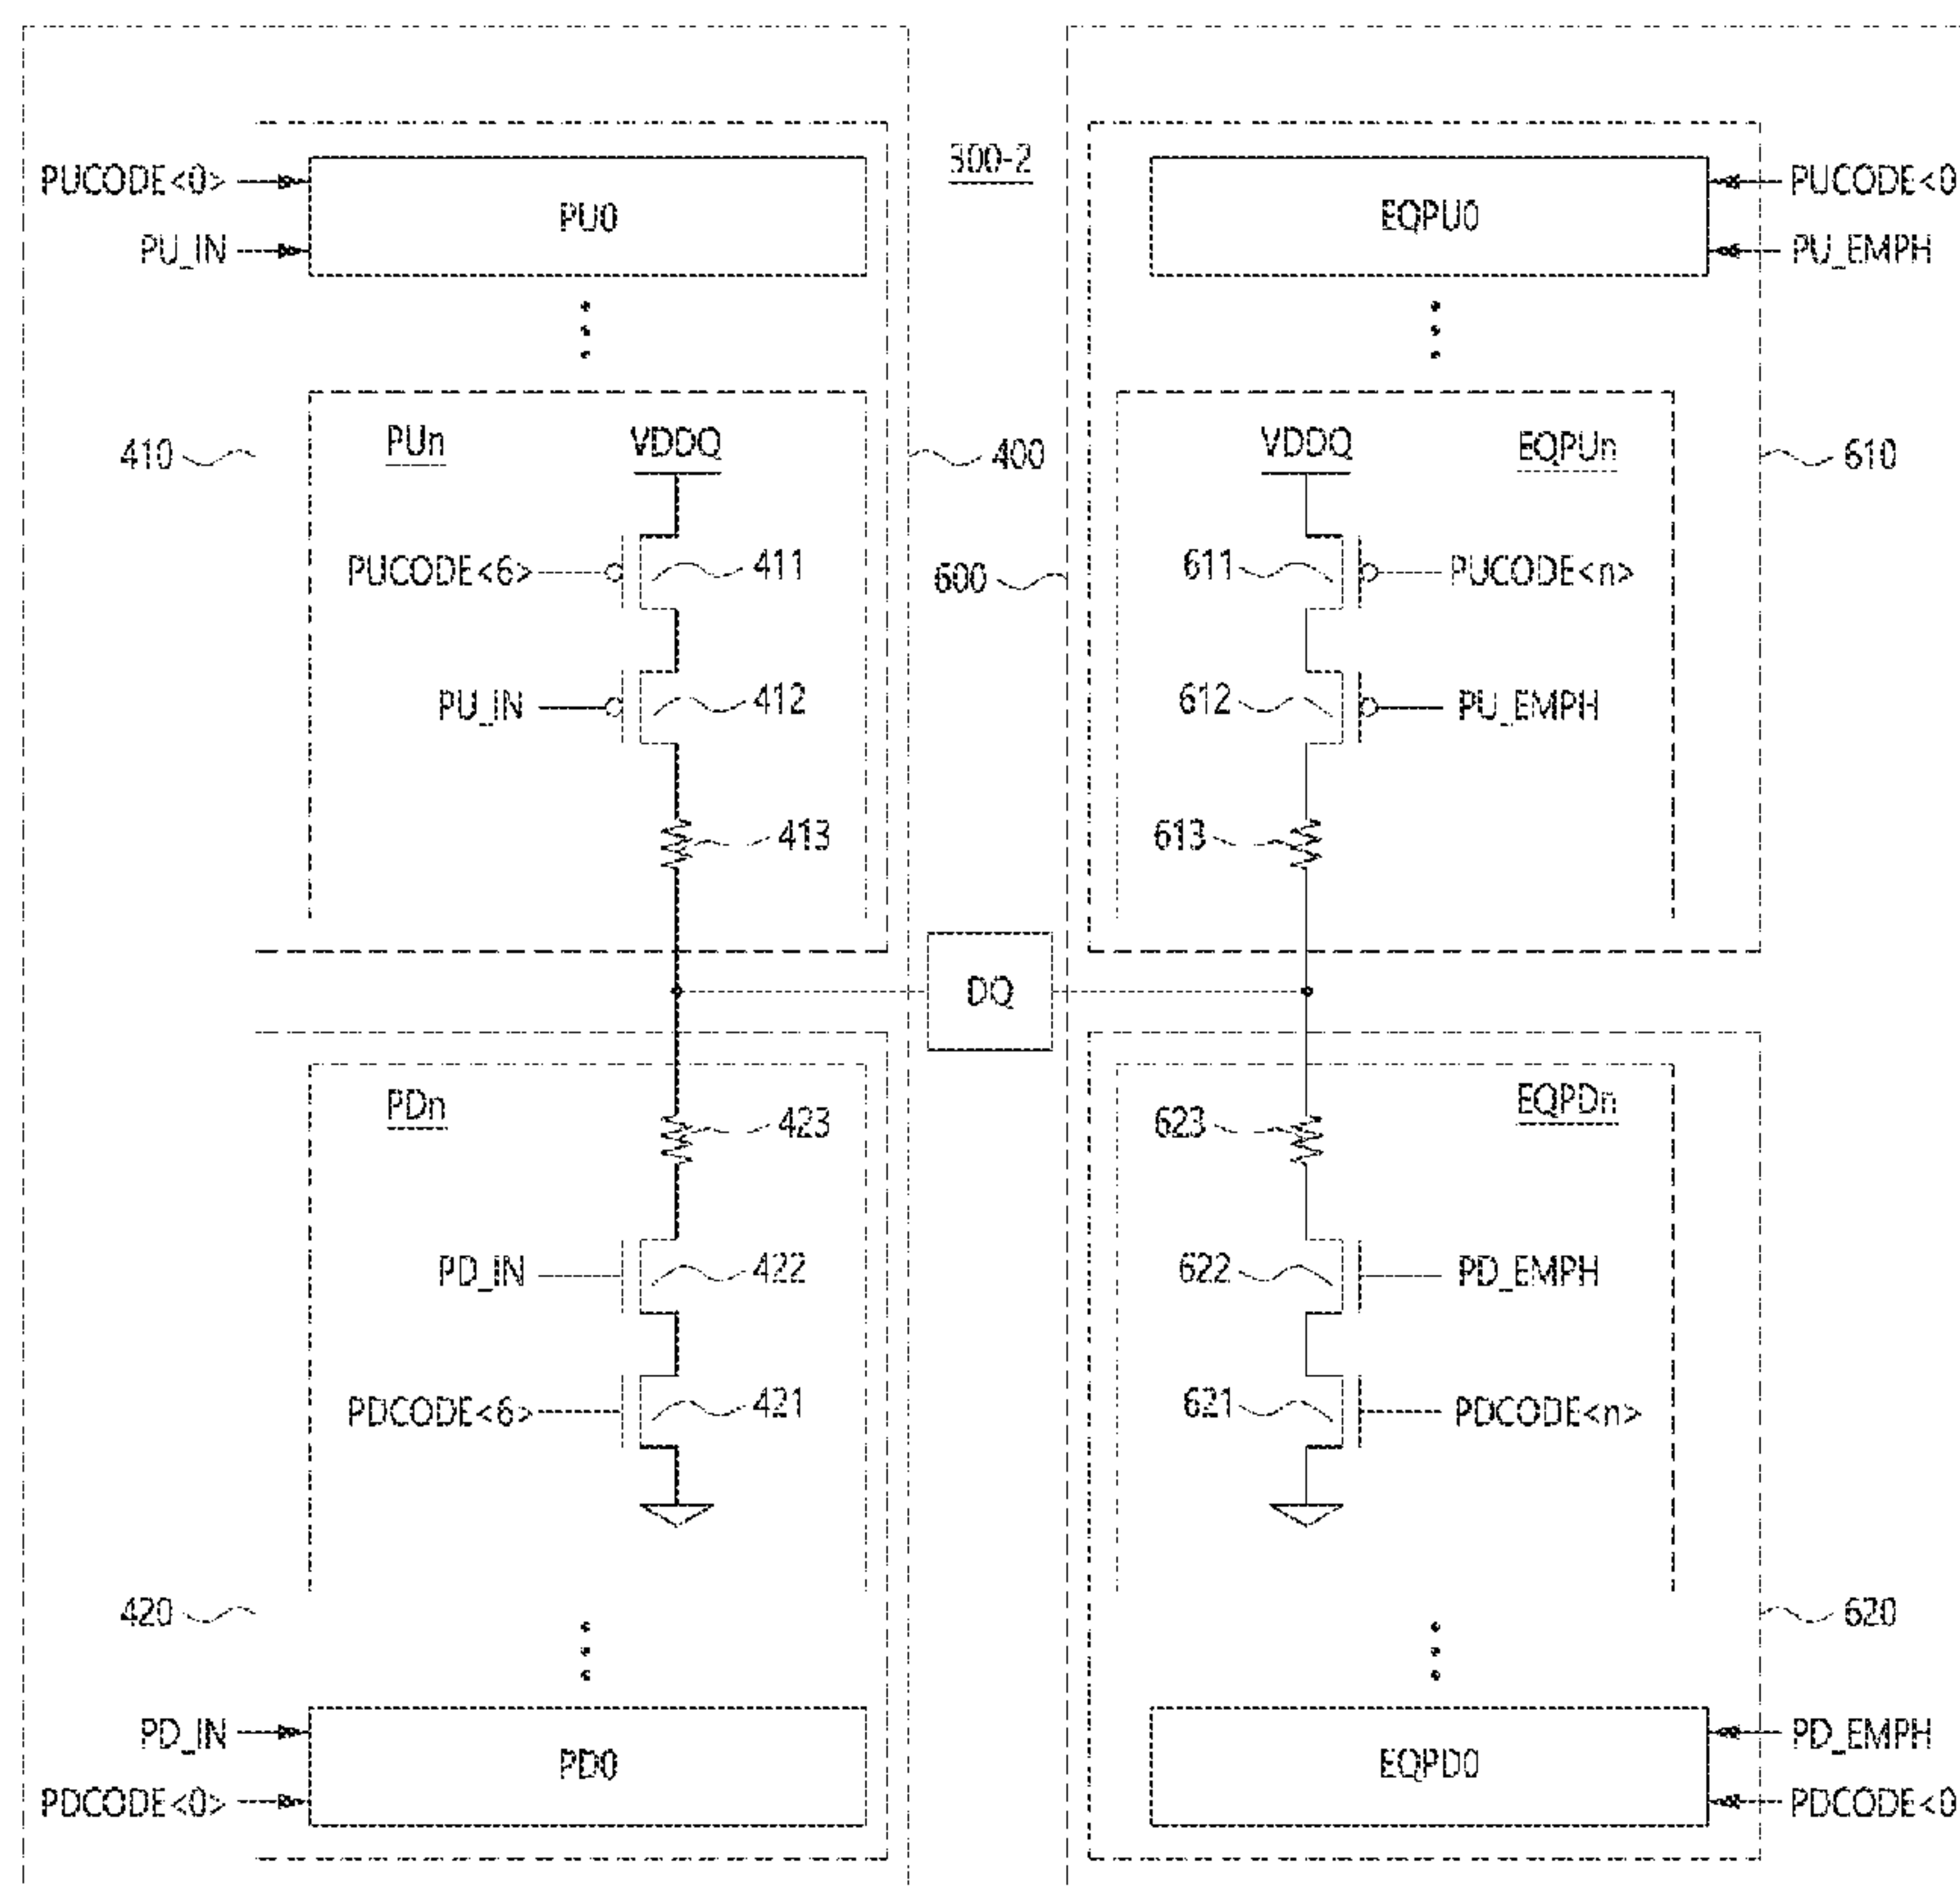 300-2
PUCODE<0>
PU_IN
PU0
410
PUn
VDDQ
400
PUCODE<6>
411
PU_IN
412
413
PDn
423
PD_IN
422
PDCODE<6>
421
420
PD_IN
PDCODE<0>
PD0
DQ
600
EQPU0
PUCODE<0
PU_EMPH
VDDQ
EQPUn
610
611
PUCODE<n>
612
PU_EMPH
613
EQPDn
623
622
PD_EMPH
621
PDCODE<n>
620
EQPD0
PD_EMPH
PDCODE<0